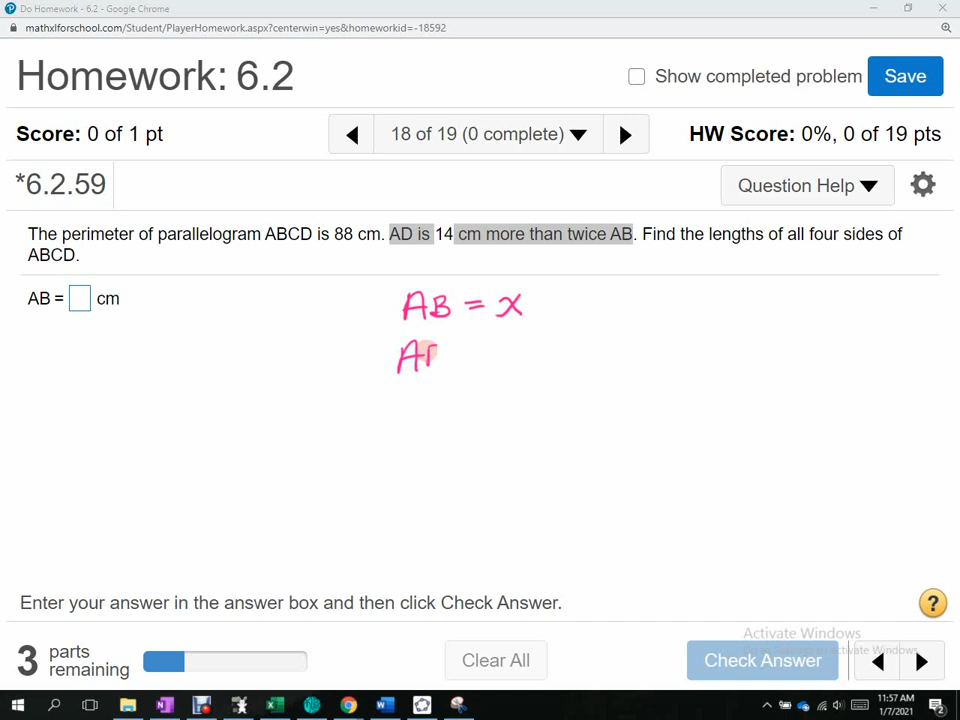 Do Homework - 6.2 - Google Chrome
mathxlforschool.com/Student/PlayerHomework.aspx?centerwin=yes&homeworkid=-18592
Homework: 6.2
Show completed problem
Save
Score: 0 of 1 pt
18 of 19 (0 complete)
HW Score: 0%, 0 of 19 pts
*6.2.59
Question Help
The perimeter of parallelogram ABCD is 88 cm. AD is 14 cm more than twice AB. Find the lengths of all four sides of
ABCD.
AB = cm
AB = x
A
Enter your answer in the answer box and then click Check Answer.
?
3 parts remaining
Clear All
Check Answer
Activate Windows
11:57 AM
1/7/2021
2